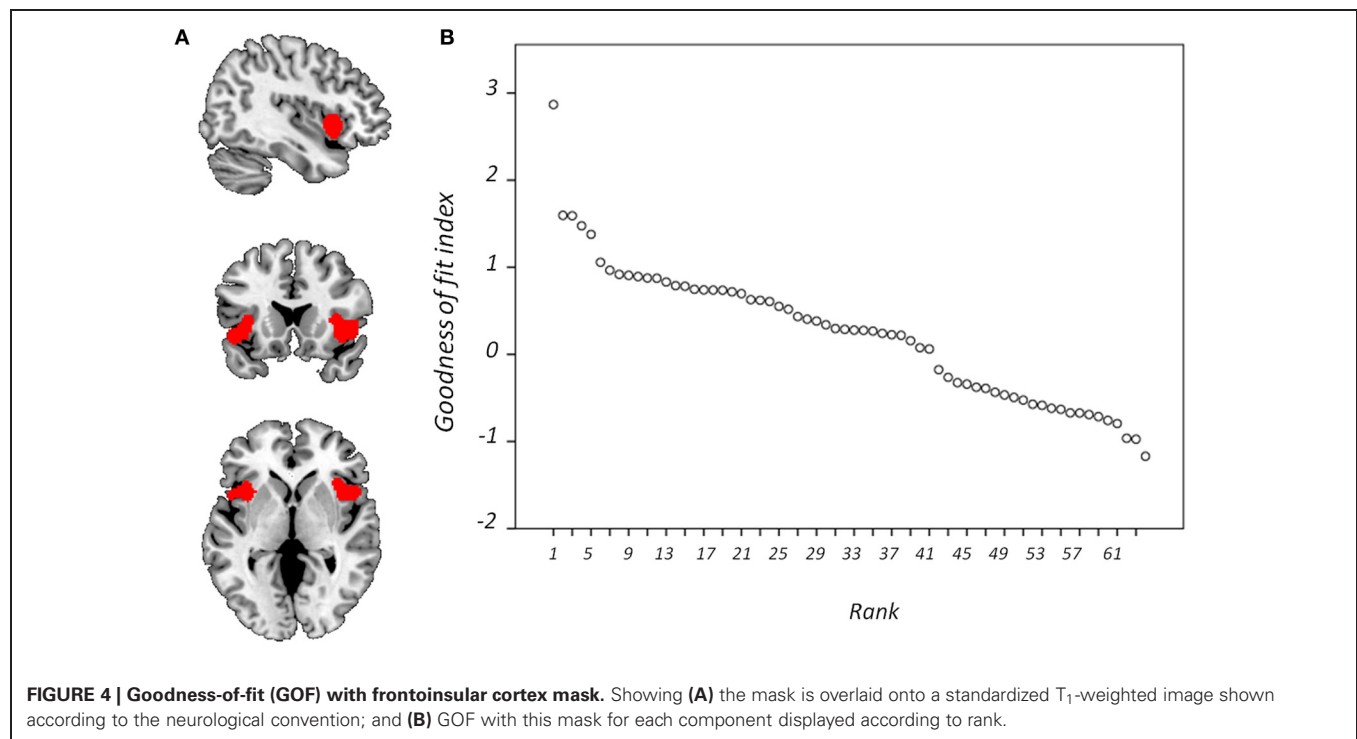 A
B
3
2
1
0
-1
-2
Goodness of fit index
1 5 9 13 17 21 25 29 33 37 41 45 49 53 57 61
Rank
FIGURE 4 | Goodness-of-fit (GOF) with frontoinsular cortex mask. Showing (A) the mask is overlaid onto a standardized T1-weighted image shown
according to the neurological convention; and (B) GOF with this mask for each component displayed according to rank.